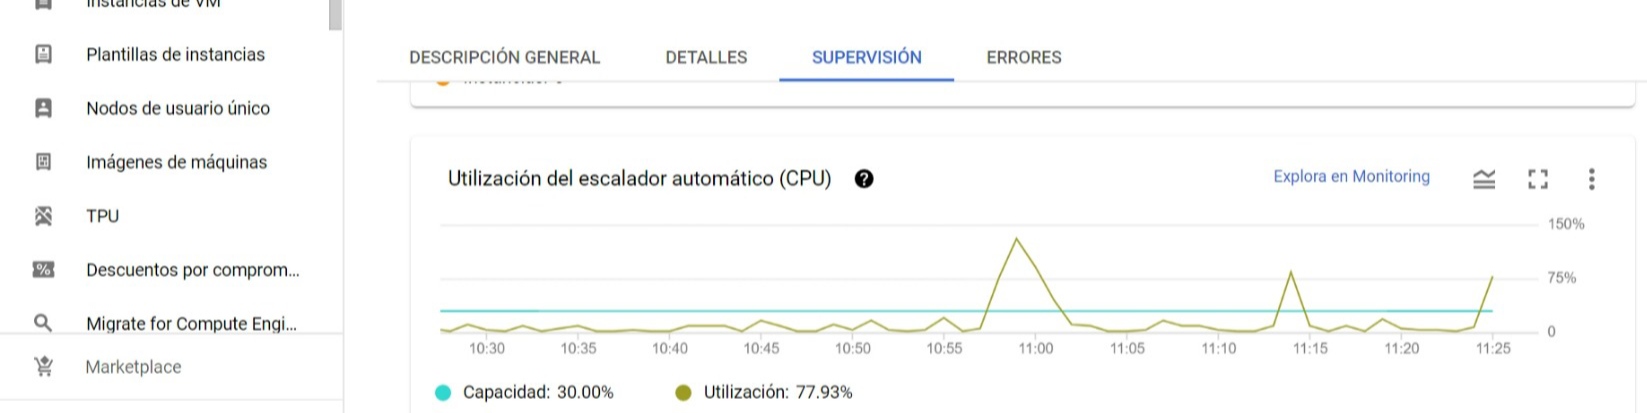 Instancias de VM
Plantillas de instancias
Nodos de usuario único
Imágenes de máquinas
TPU
Descuentos por comprom...
Migrate for Compute Engi...
Marketplace
DESCRIPCIÓN GENERAL DETALLES SUPERVISIÓN ERRORES
Utilización del escalador automático (CPU) ? Explora en Monitoring
150%
75%
0
10:30 10:35 10:40 10:45 10:50 10:55 11:00 11:05 11:10 11:15 11:20 11:25
Capacidad: 30.00% Utilización: 77.93%